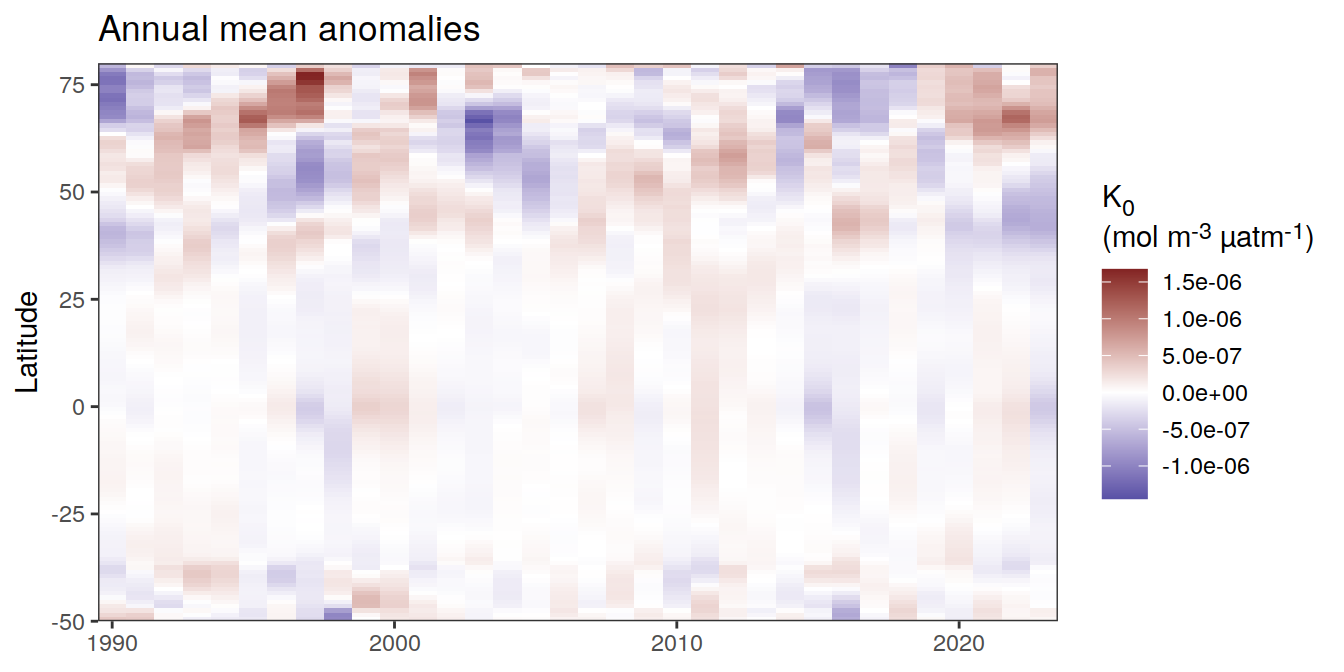 Annual mean anomalies
Latitude
75
50
25
0
-25
-50
1990
2000
2010
2020
K₀
(mol m⁻³ µatm⁻¹)
1.5e-06
1.0e-06
5.0e-07
0.0e+00
-5.0e-07
-1.0e-06